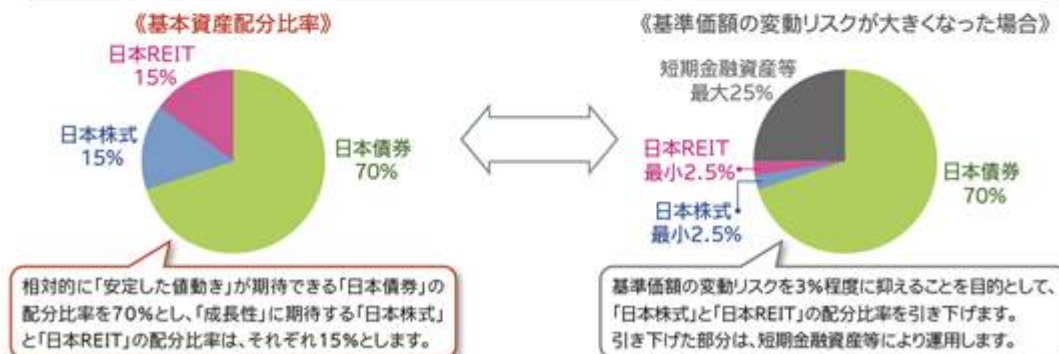 《基本資産配分比率》
日本REIT
15%
日本株式
15%
日本債券
70%
《基準価額の変動リスクが大きくなった場合》
短期金融資産等
最大25%
日本REIT
最小2.5%
日本株式
最小2.5%
日本債券
70%
相対的に「安定した値動き」が期待できる「日本債券」の
配分比率を70%とし、「成長性」に期待する「日本株式」
と「日本REIT」の配分比率は、それぞれ15%とします。
基準価額の変動リスクを3%程度に抑えることを目的として、
「日本株式」と「日本REIT」の配分比率を引き下げます。
引き下げた部分は、短期金融資産等により運用します。